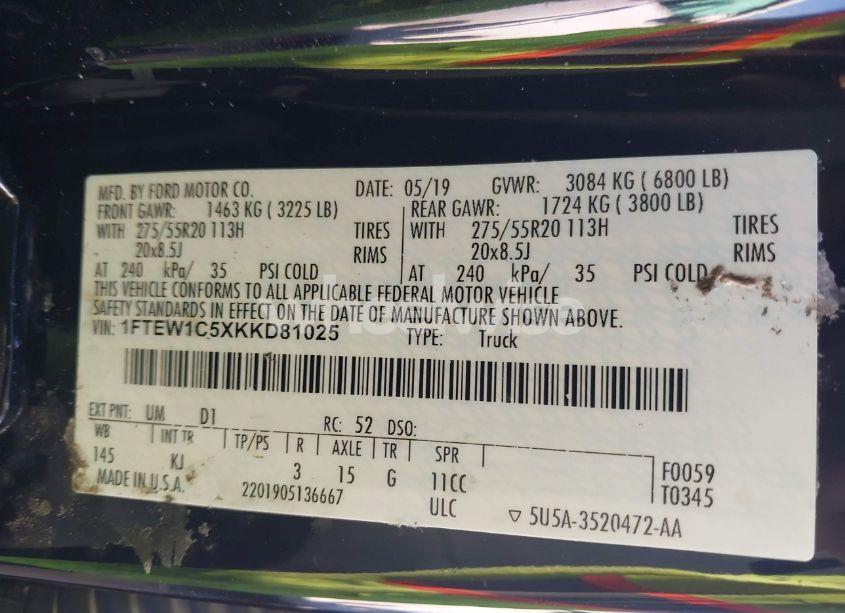 MFD. BY FORD MOTOR CO. DATE: 05/19 GVWR: 3084 KG ( 6800 LB)
FRONT GAWR: 1463 KG ( 3225 LB) REAR GAWR: 1724 KG ( 3800 LB)
WITH 275/55R20 113H TIRES WITH 275/55R20 113H TIRES
20x8.5J RIMS 20x8.5J RIMS
AT 240 kPa/ 35 PSI COLD AT 240 kPa/ 35 PSI COLD
THIS VEHICLE CONFORMS TO ALL APPLICABLE FEDERAL MOTOR VEHICLE
SAFETY STANDARDS IN EFFECT ON THE DATE OF MANUFACTURE SHOWN ABOVE.
VIN: 1FTEW1C5XKKD81025 TYPE: Truck
EXT PNT: UM D1 RC: 52 DSO:
WB INT TR TP/PS R AXLE TR SPR
145 KJ 3 15 G 11CC F0059
MADE IN U.S.A. 2201905136667 ULC T0345
▽ 5U5A-3520472-AA